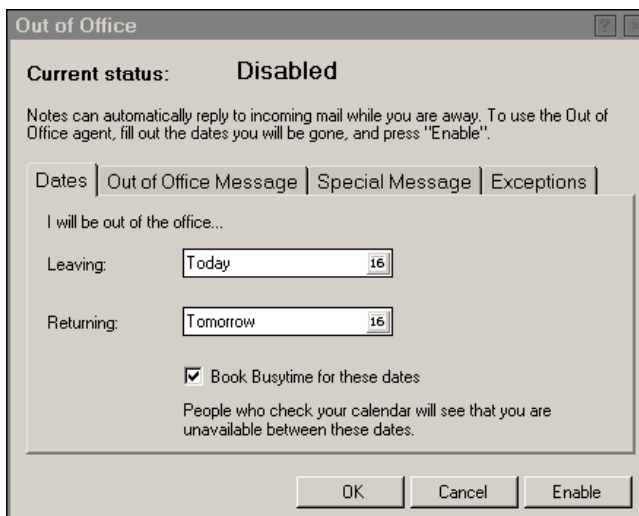 Out of Office
?
Current status: Disabled
Notes can automatically reply to incoming mail while you are away. To use the Out of
Office agent, fill out the dates you will be gone, and press "Enable".
Dates Out of Office Message Special Message Exceptions
I will be out of the office...
Leaving: Today 16
Returning: Tomorrow 16
Book Busytime for these dates
People who check your calendar will see that you are
unavailable between these dates.
OK Cancel Enable